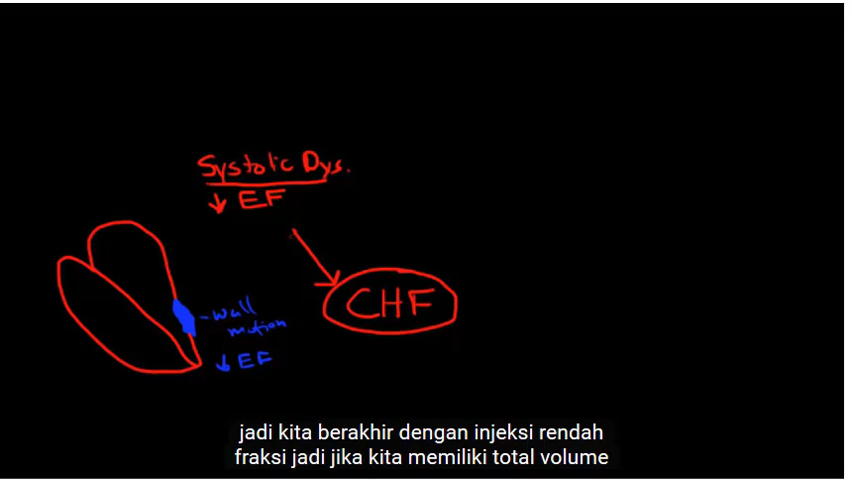 Systolic Dys.
↓ EF
CHF
- wall
motion
↓ EF
jadi kita berakhir dengan injeksi rendah
fraksi jadi jika kita memiliki total volume